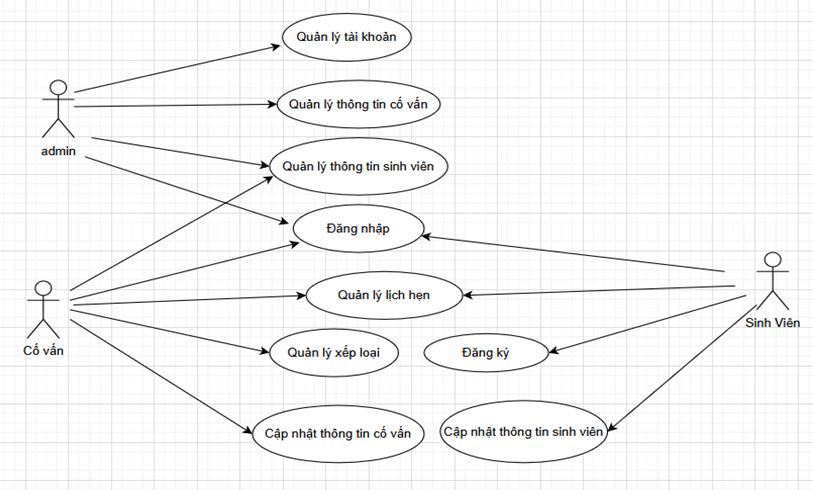 Quản lý tài khoản
Quản lý thông tin cố vấn
admin
Quản lý thông tin sinh viên
Đăng nhập
Quản lý lịch hẹn
Sinh Viên
Cố vấn
Quản lý xếp loại
Đăng ký
Cập nhật thông tin cố vấn
Cập nhật thông tin sinh viên